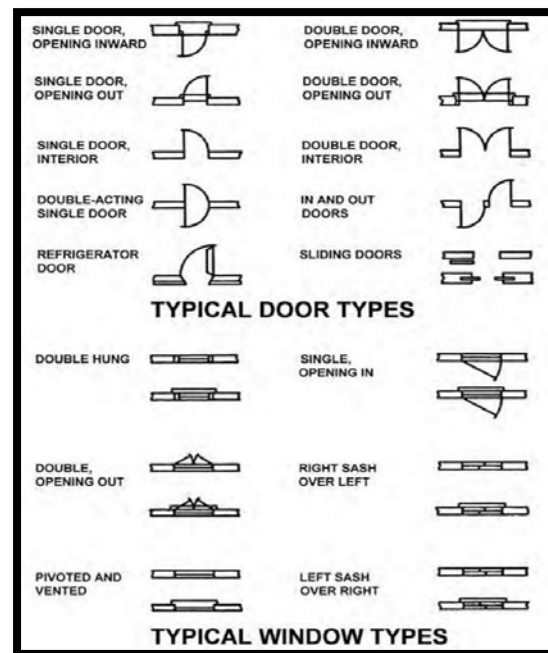 SINGLE DOOR,
OPENING INWARD
DOUBLE DOOR,
OPENING INWARD
SINGLE DOOR,
OPENING OUT
DOUBLE DOOR,
OPENING OUT
SINGLE DOOR,
INTERIOR
DOUBLE DOOR,
INTERIOR
DOUBLE-ACTING
SINGLE DOOR
IN AND OUT
DOORS
REFRIGERATOR
DOOR
SLIDING DOORS
TYPICAL DOOR TYPES
DOUBLE HUNG
SINGLE,
OPENING IN
DOUBLE,
OPENING OUT
RIGHT SASH
OVER LEFT
PIVOTED AND
VENTED
LEFT SASH
OVER RIGHT
TYPICAL WINDOW TYPES